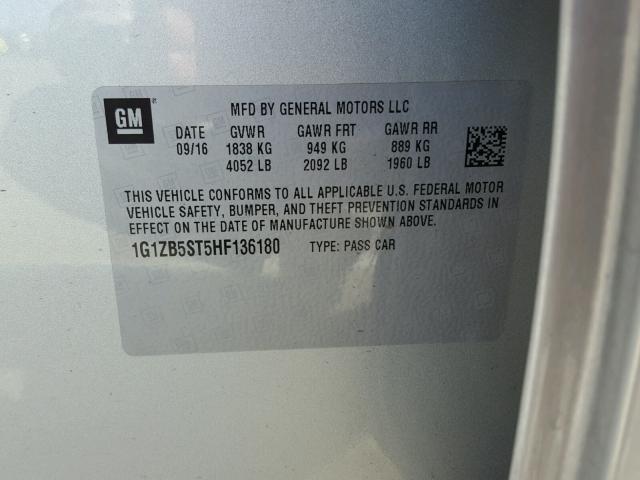 GM
MFD BY GENERAL MOTORS LLC
DATE GVWR GAWR FRT GAWR RR
09/16 1838 KG 949 KG 889 KG
4052 LB 2092 LB 1960 LB
THIS VEHICLE CONFORMS TO ALL APPLICABLE U.S. FEDERAL MOTOR
VEHICLE SAFETY, BUMPER, AND THEFT PREVENTION STANDARDS IN
EFFECT ON THE DATE OF MANUFACTURE SHOWN ABOVE.
1G1ZB5ST5HF136180 TYPE: PASS CAR